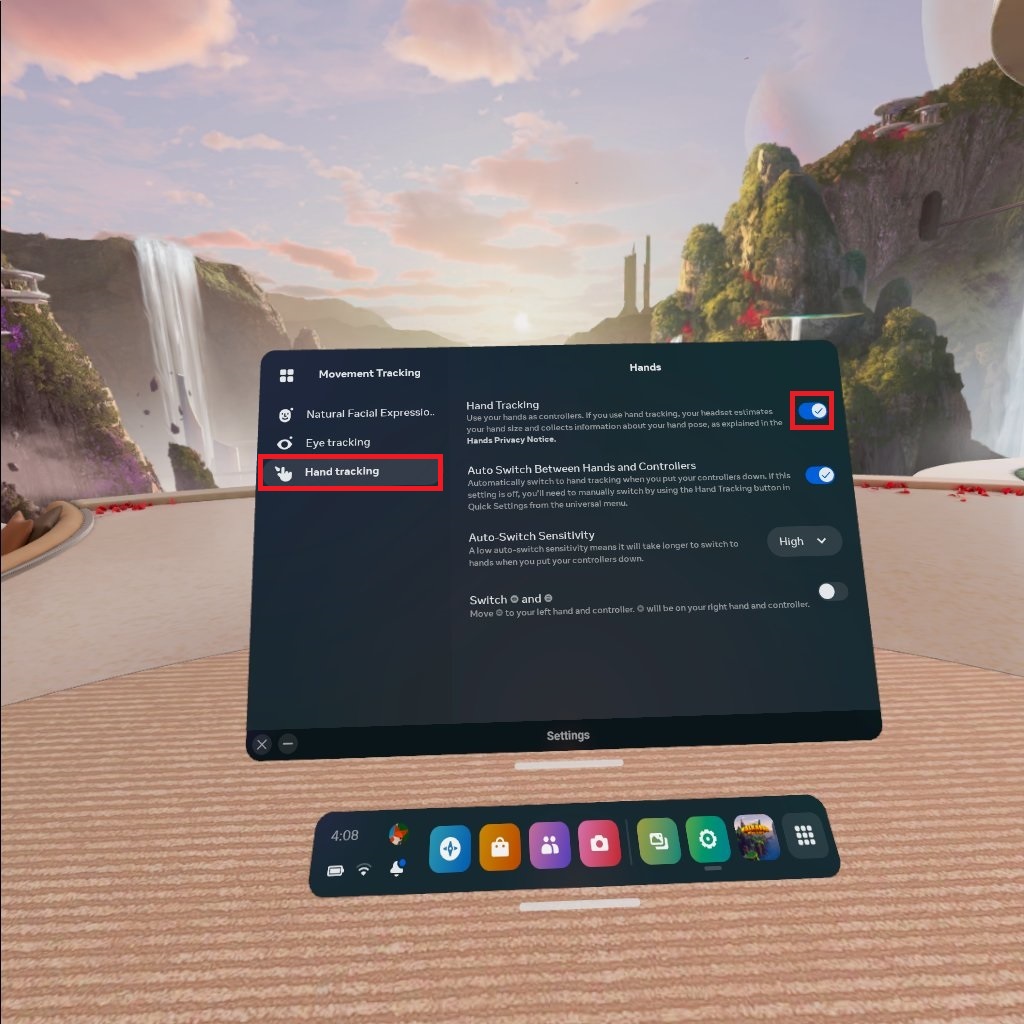 Movement Tracking
Natural Facial Expressio..
Eye tracking
Hand tracking
Hands
Hand Tracking
Use your hands as controllers. If you use hand tracking, your headset estimates
your hand size and collects information about your hand pose, as explained in the
Hands Privacy Notice.
Auto Switch Between Hands and Controllers
Automatically switch to hand tracking when you put your controllers down. If this
setting is off, you'll need to manually switch by using the Hand Tracking button in
Quick Settings from the universal menu.
Auto-Switch Sensitivity
A low auto-switch sensitivity means it will take longer to switch to
hands when you put your controllers down.
High
Switch and
Move to your left hand and controller. will be on your right hand and controller.
Settings
4:08